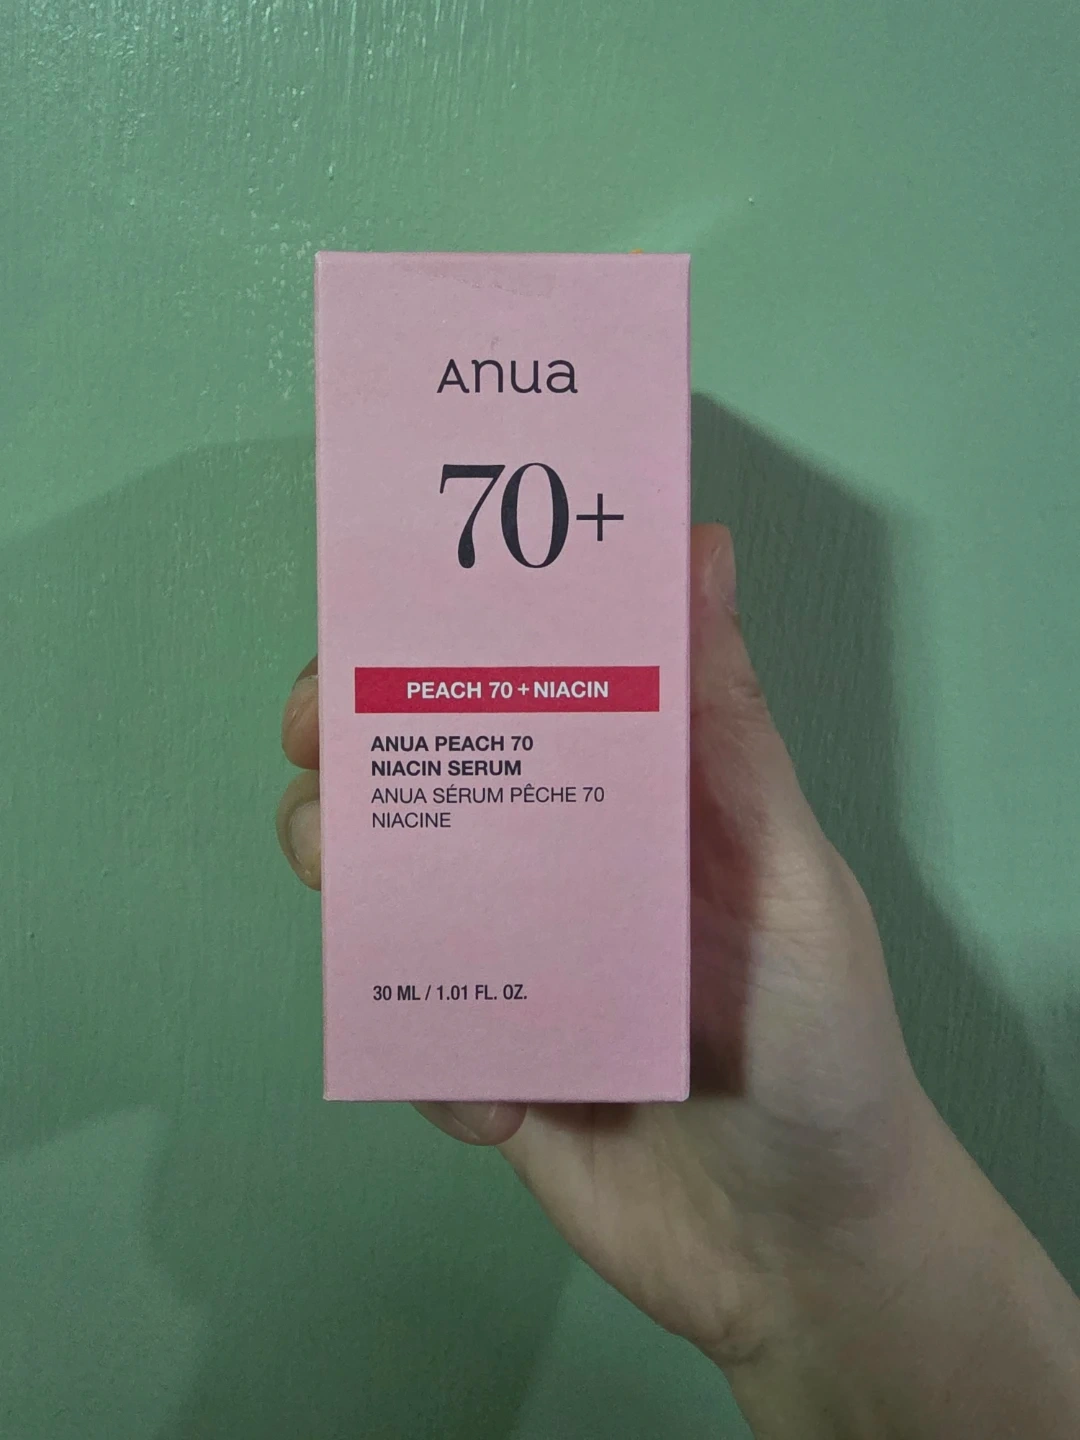 Anua
70+
PEACH 70 + NIACIN
ANUA PEACH 70
NIACIN SERUM
ANUA SÉRUM PÊCHE 70
NIACINE
30 ML / 1.01 FL. OZ.